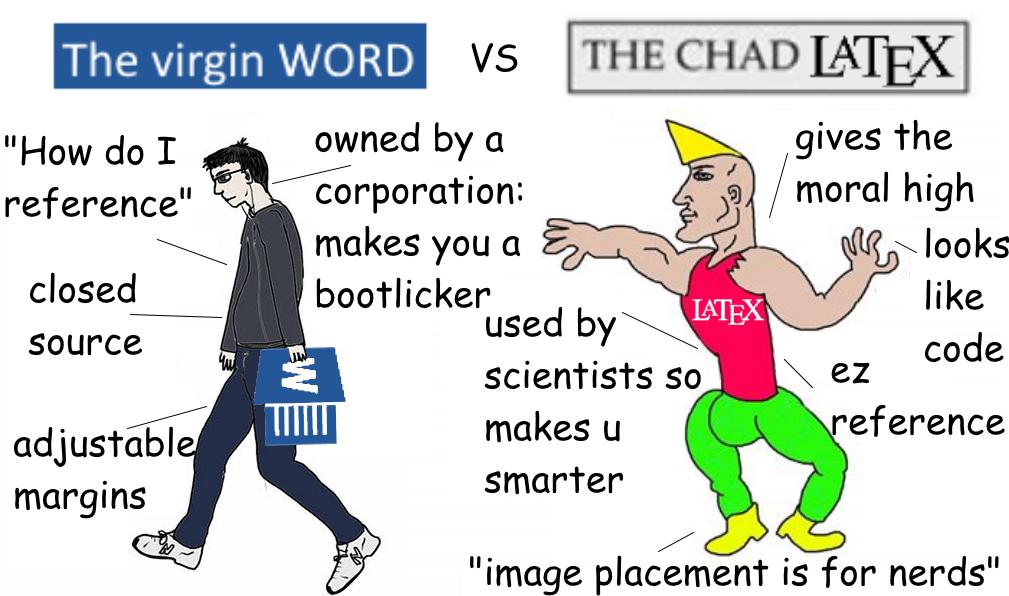 The virgin WORD
VS
THE CHAD LATEX
"How do I
reference"
owned by a
corporation:
makes you a
bootlicker
closed
source
adjustable
margins
W
gives the
moral high
looks
like
code
LATEX
used by
scientists so
makes u
smarter
ez
reference
"image placement is for nerds"